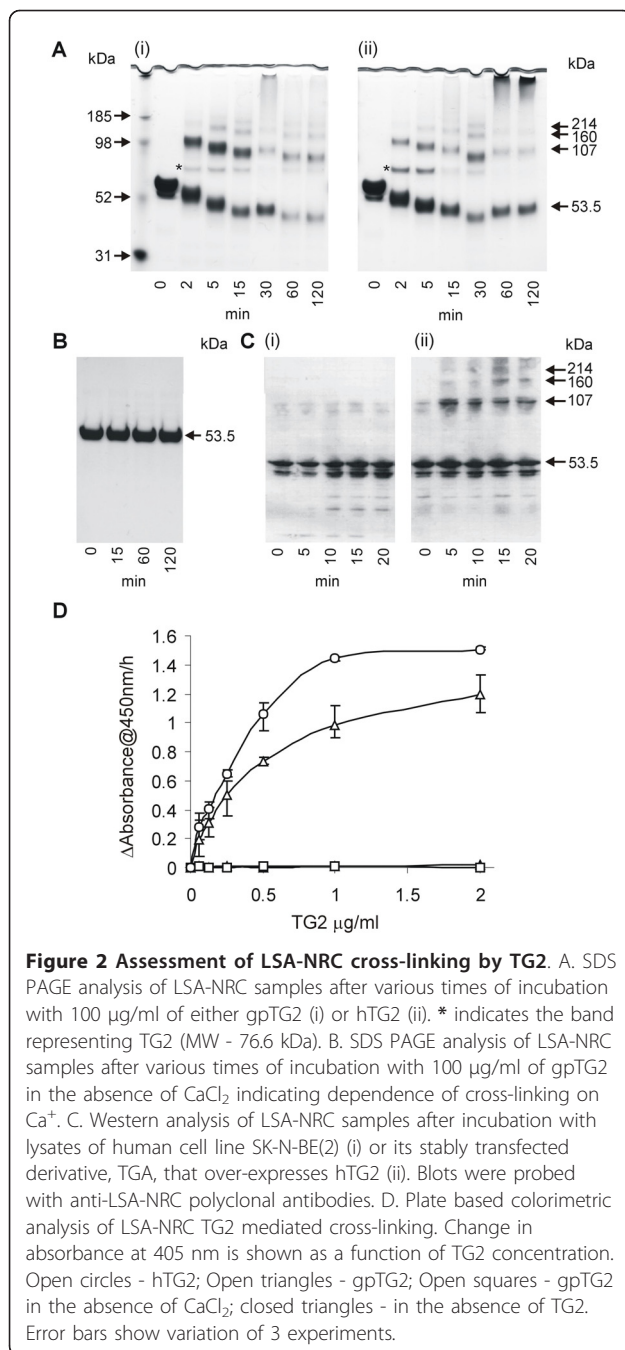 A (i) (ii)
kDa kDa
185
98
52
31
*
*
214
160
107
53.5
0 2 5 15 30 60 120
min
0 2 5 15 30 60 120
min
B kDa
53.5
0 15 60 120
min
C (i) (ii) kDa
214
160
107
53.5
0 5 10 15 20
min
0 5 10 15 20
min
D
ΔAbsorbance@450nm/h
1.6
1.4
1.2
1
0.8
0.6
0.4
0.2
0
0 0.5 1 1.5 2
TG2 µg/ml
Figure 2 Assessment of LSA-NRC cross-linking by TG2. A. SDS
PAGE analysis of LSA-NRC samples after various times of incubation
with 100 µg/ml of either gpTG2 (i) or hTG2 (ii). * indicates the band
representing TG2 (MW - 76.6 kDa). B. SDS PAGE analysis of LSA-NRC
samples after various times of incubation with 100 µg/ml of gpTG2
in the absence of CaCl₂ indicating dependence of cross-linking on
Ca⁺. C. Western analysis of LSA-NRC samples after incubation with
lysates of human cell line SK-N-BE(2) (i) or its stably transfected
derivative, TGA, that over-expresses hTG2 (ii). Blots were probed
with anti-LSA-NRC polyclonal antibodies. D. Plate based colorimetric
analysis of LSA-NRC TG2 mediated cross-linking. Change in
absorbance at 405 nm is shown as a function of TG2 concentration.
Open circles - hTG2; Open triangles - gpTG2; Open squares - gpTG2
in the absence of CaCl₂; closed triangles - in the absence of TG2.
Error bars show variation of 3 experiments.